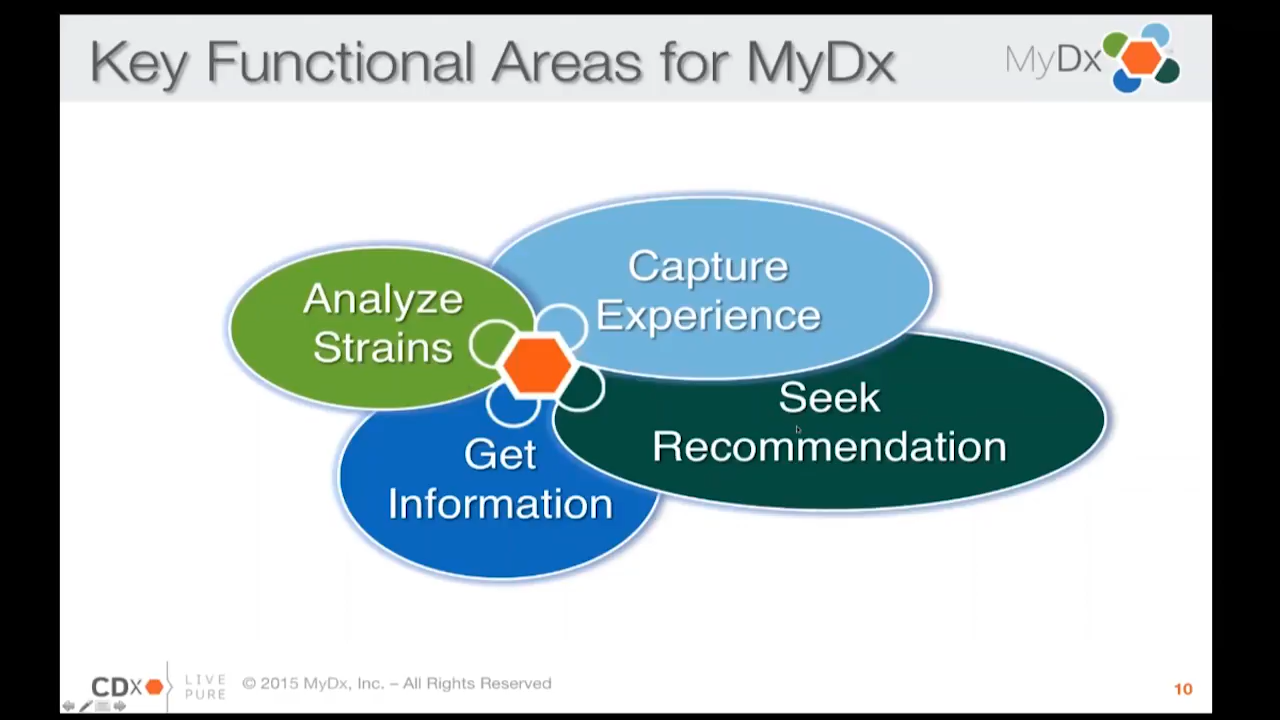 Key Functional Areas for MyDx
MyDx
Analyze
Strains
Capture
Experience
Seek
Recommendation
Get
Information
CDx
LIVE
PURE
© 2015 MyDx, Inc. – All Rights Reserved
10